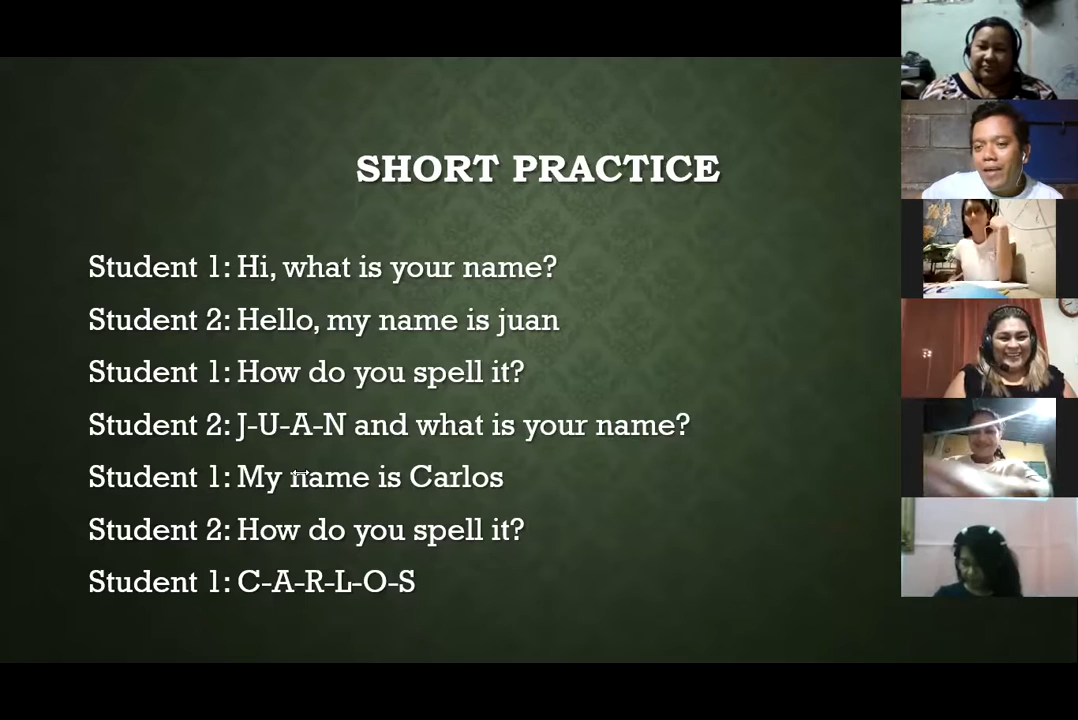 SHORT PRACTICE
Student 1: Hi, what is your name?
Student 2: Hello, my name is juan
Student 1: How do you spell it?
Student 2: J-U-A-N and what is your name?
Student 1: My name is Carlos
Student 2: How do you spell it?
Student 1: C-A-R-L-O-S